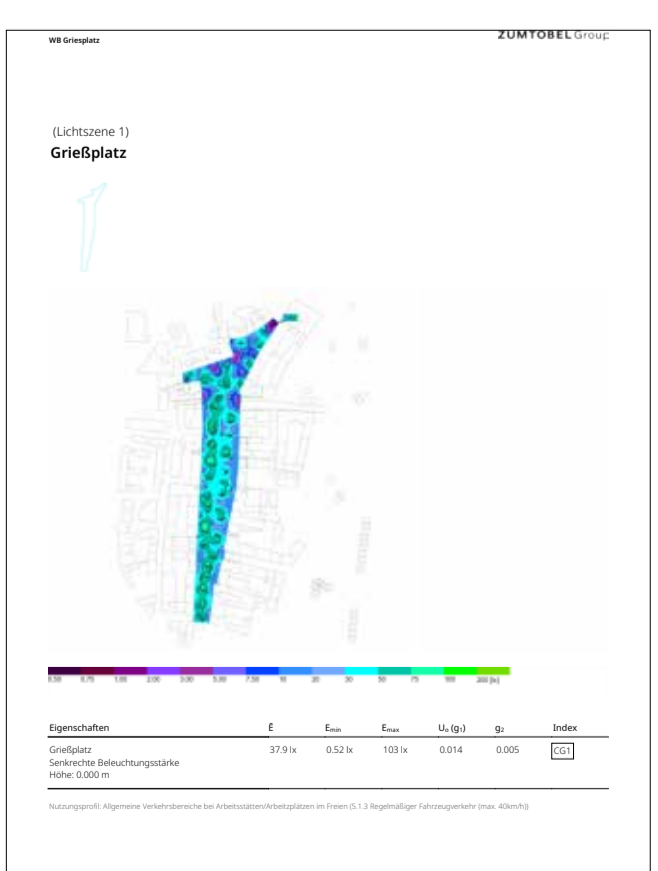 WB Griesplatz
ZUMTOBEL Group
(Lichtszene 1)
Grießplatz
0.50 0.75 1.00 2.00 3.00 5.00 7.50 10 20 30 50 75 100 200 [lx]
Eigenschaften Ē Emin Emax Uo (g1) g2 Index
Grießplatz 37.9 lx 0.52 lx 103 lx 0.014 0.005 CG1
Senkrechte Beleuchtungsstärke
Höhe: 0.000 m
Nutzungsprofil: Allgemeine Verkehrsbereiche bei Arbeitsstätten/Arbeitzplätzen im Freien (5.1.3 Regelmäßiger Fahrzeugverkehr (max. 40km/h))